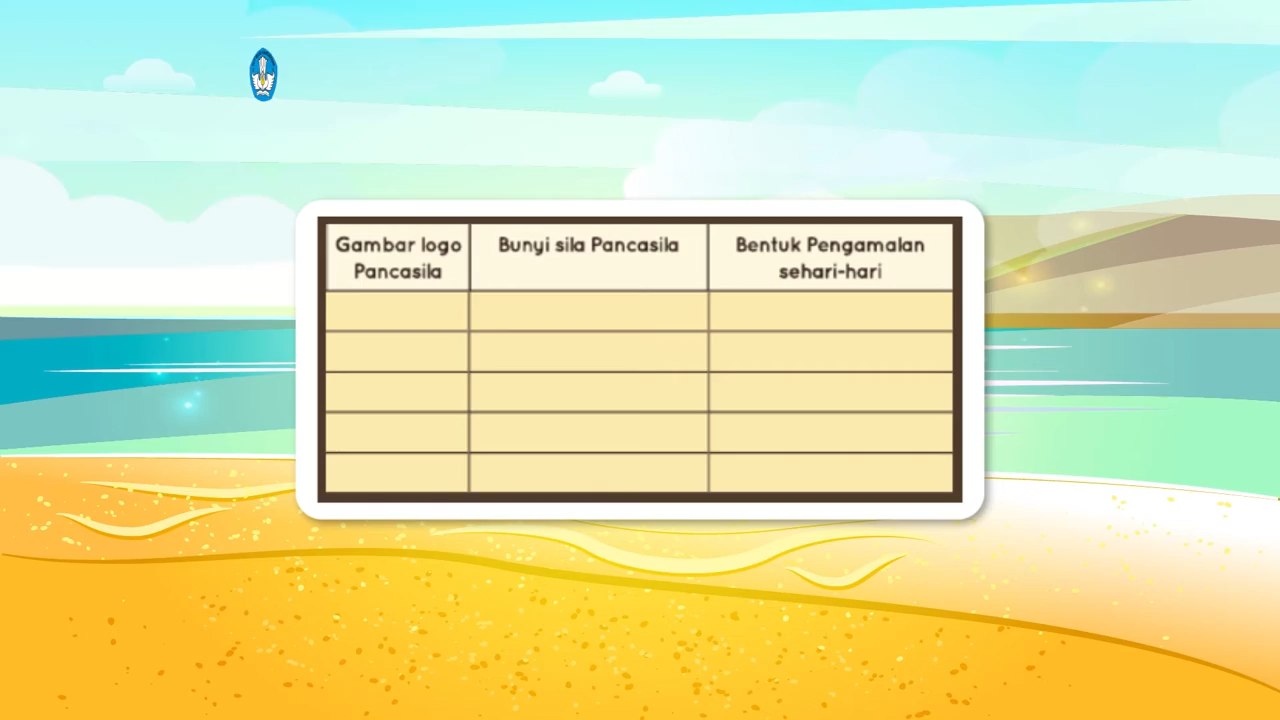 Gambar logo
Pancasila
Bunyi sila Pancasila
Bentuk Pengamalan
sehari-hari